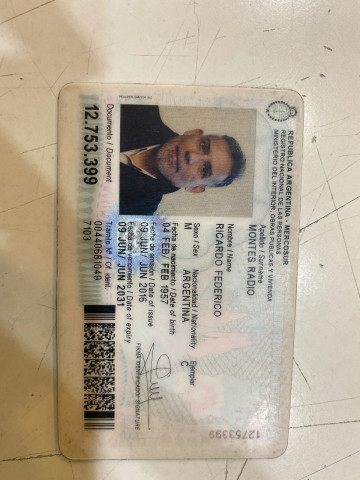 REPUBLICA ARGENTINA - MERCOSUR
REGISTRO NACIONAL DE LAS PERSONAS
MINISTERIO DEL INTERIOR, OBRAS PUBLICAS Y VIVIENDA
Apellido / Surname
MONTES RADIO
Nombre / Name
RICARDO FEDERICO
Sexo / Sex Nacionalidad / Nationality Ejemplar
M ARGENTINA C
Fecha de nacimiento / Date of birth
04 FEB/ FEB 1957
Fecha de emisión / Date of issue
09 JUN/ JUN 2016
Fecha de vencimiento / Date of expiry
09 JUN/ JUN 2031
FIRMA IDENTIFICADO / SIGNATURE
Documento / Document
12.753.399
Trámite Nº / Of. ident.
00440681049
7103
12753399